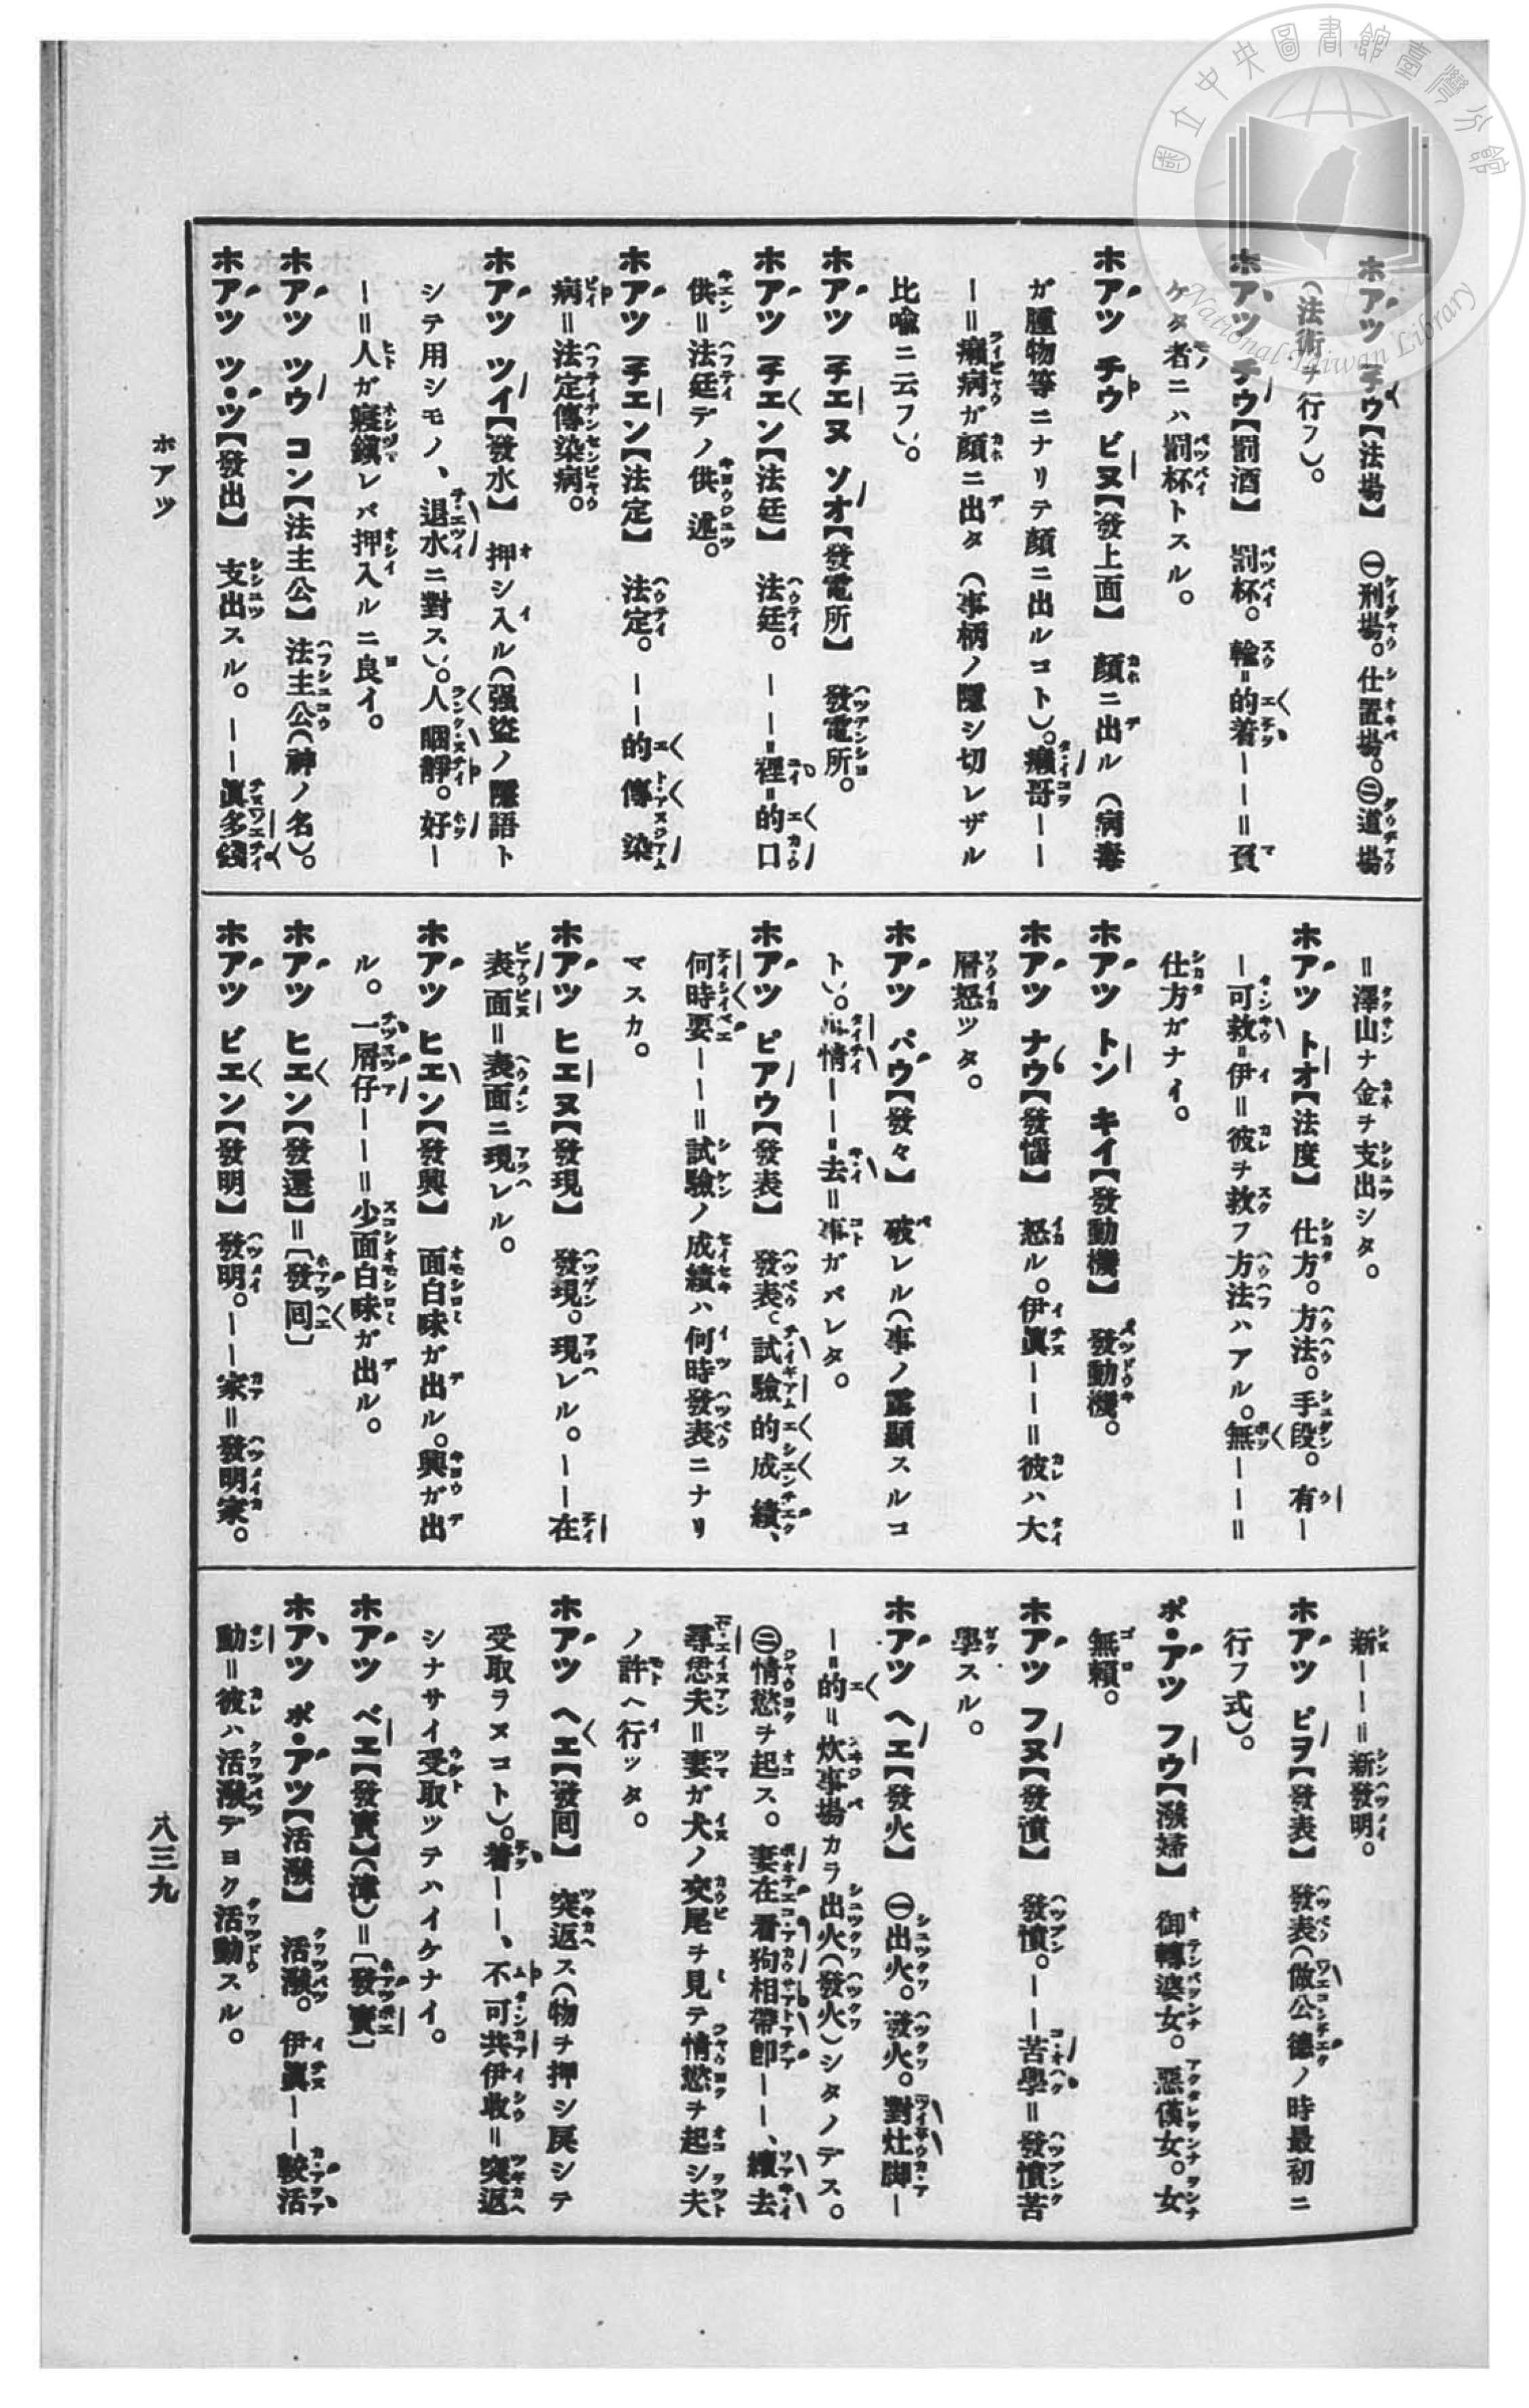 國立中央圖書館臺灣分館
National Taiwan Library
ホアツ チウ【法場】 ㊀刑場。仕置場。㊁道場
(法術ヲ行フ)。
ホアツ チウ【罰酒】 罰杯。輸=的着ーーー=頁
ケタ者ニハ罰杯トスル。
ホアツ チウ ビヌ【發上面】 顔ニ出ル(病毒
ガ腫物等ニナリテ顔ニ出ルコト)。癩哥ーー
ー=癩病ガ顔ニ出タ(事柄ノ隱シ切レザル
比喩ニ云フ)。
ホアツ チエヌ ソオ【發電所】 發電所。
ホアツ チエン【法廷】 法廷。ーーー=裡=的口
供=法廷デノ供述。
ホアツ チエン【法定】 法定。ーー的傳染
病=法定傳染病。
ホアツ ツイ【發水】 押シ入ル(强盜ノ隱語ト
シテ用シモノ、退水ニ對ス)。人睏靜。好ー
ー=人ガ寢鎭レバ押入ルニ良イ。
ホアツ ツウ コン【法主公】 法主公(神ノ名)。
ホアツ ツ・ツ【發出】 支出スル。ーー眞多錢
=澤山ナ金ヲ支出シタ。
ホアツ トオ【法度】 仕方。方法。手段。有ー
ー可救=伊=彼ヲ救フ方法ハアル。無ーーー=
仕方ガナイ。
ホアツ トン キイ【發動機】 發動機。
ホアツ ナウ【發惱】 怒ル。伊眞ーー=彼ハ大
層怒ツタ。
ホアツ パウ【發々】 破レル(事ノ露顯スルコ
ト)。情ーー=去=事ガバレタ。
ホアツ ピアウ【發表】 發表。試驗的成績、
何時要ーー=試驗ノ成績ハ何時發表ニナリ
マスカ。
ホアツ ヒエヌ【發現】 發現。現レル。ーー在
表面=表面ニ現レル。
ホアツ ヒエン【發興】 面白味ガ出ル。興ガ出
ル。一層仔ーー=少面白味ガ出ル。
ホアツ ヒエン【發還】=〔發回〕
ホアツ ビエン【發明】 發明。ーー家=發明家。
新ーー=新發明。
ホアツ ピヲ【發表】 發表(做公德ノ時最初ニ
行フ式)。
ポ・アツ フウ【潑婦】 御轉婆女。惡僕女。女
無賴。
ホアツ フヌ【發憤】 發憤。ーー苦學=發憤苦
學スル。
ホアツ ヘエ【發火】 ㊀出火。發火。對灶脚ー
ー=的=炊事場カラ出火(發火)シタノデス。
㊁情慾ヲ起ス。妻在看狗相帶卽ーー、續去
尋恁夫=妻ガ犬ノ交尾ヲ見テ情慾ヲ起シ夫
ノ許ヘ行ッタ。
ホアツ ヘエ【發回】 突返ス(物ヲ押シ戾シテ
受取ラヌコト)。着ーー、不可共伊收=突返
シナサイ受取ッテハイケナイ。
ホアツ ベエ【發賣】(漳)=〔發賣〕
ホアツ ポ・アツ【活潑】 活潑。伊眞ーー較活
動=彼ハ活潑デヨク活動スル。
ホアツ
八三九